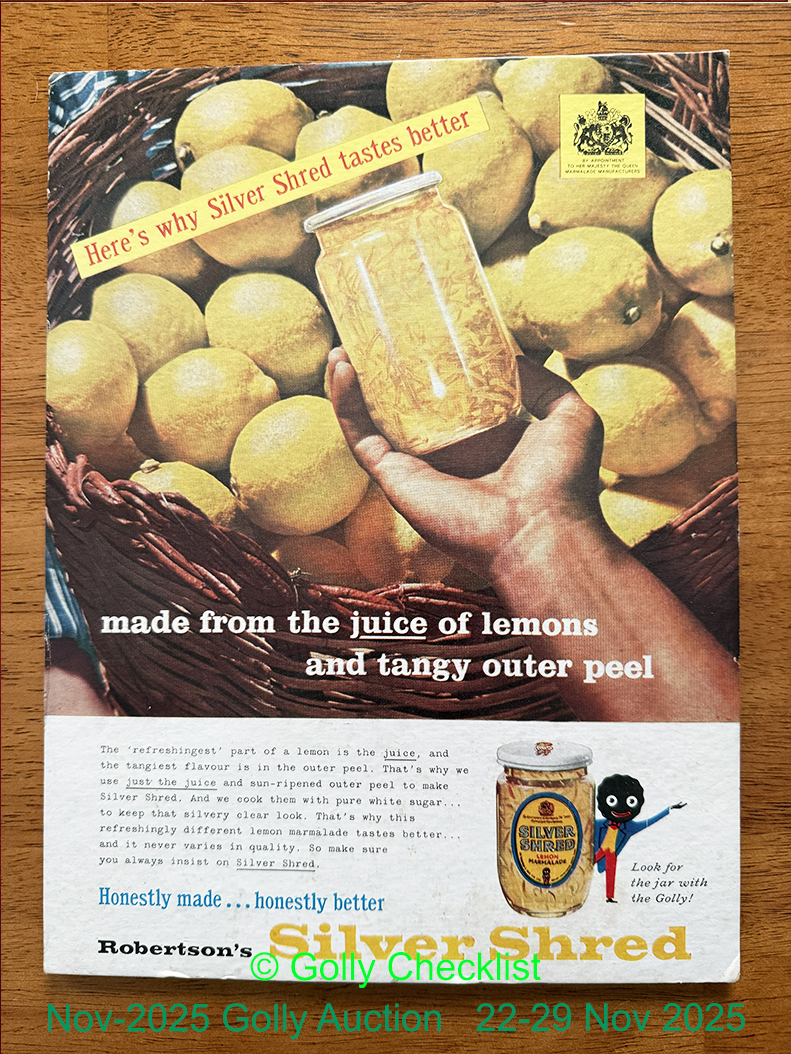 Here's why Silver Shred tastes better
BY APPOINTMENT
TO HER MAJESTY THE QUEEN
MARMALADE MANUFACTURERS
made from the juice of lemons
and tangy outer peel
The 'refreshingest' part of a lemon is the juice, and
the tangiest flavour is in the outer peel. That's why we
use just the juice and sun-ripened outer peel to make
Silver Shred. And we cook them with pure white sugar...
to keep that silvery clear look. That's why this
refreshingly different lemon marmalade tastes better...
and it never varies in quality. So make sure
you always insist on Silver Shred.
SILVER
SHRED
LEMON
MARMALADE
Look for
the jar with
the Golly!
Honestly made...honestly better
Robertson's Silver Shred
© Golly Checklist
Nov-2025 Golly Auction 22-29 Nov 2025